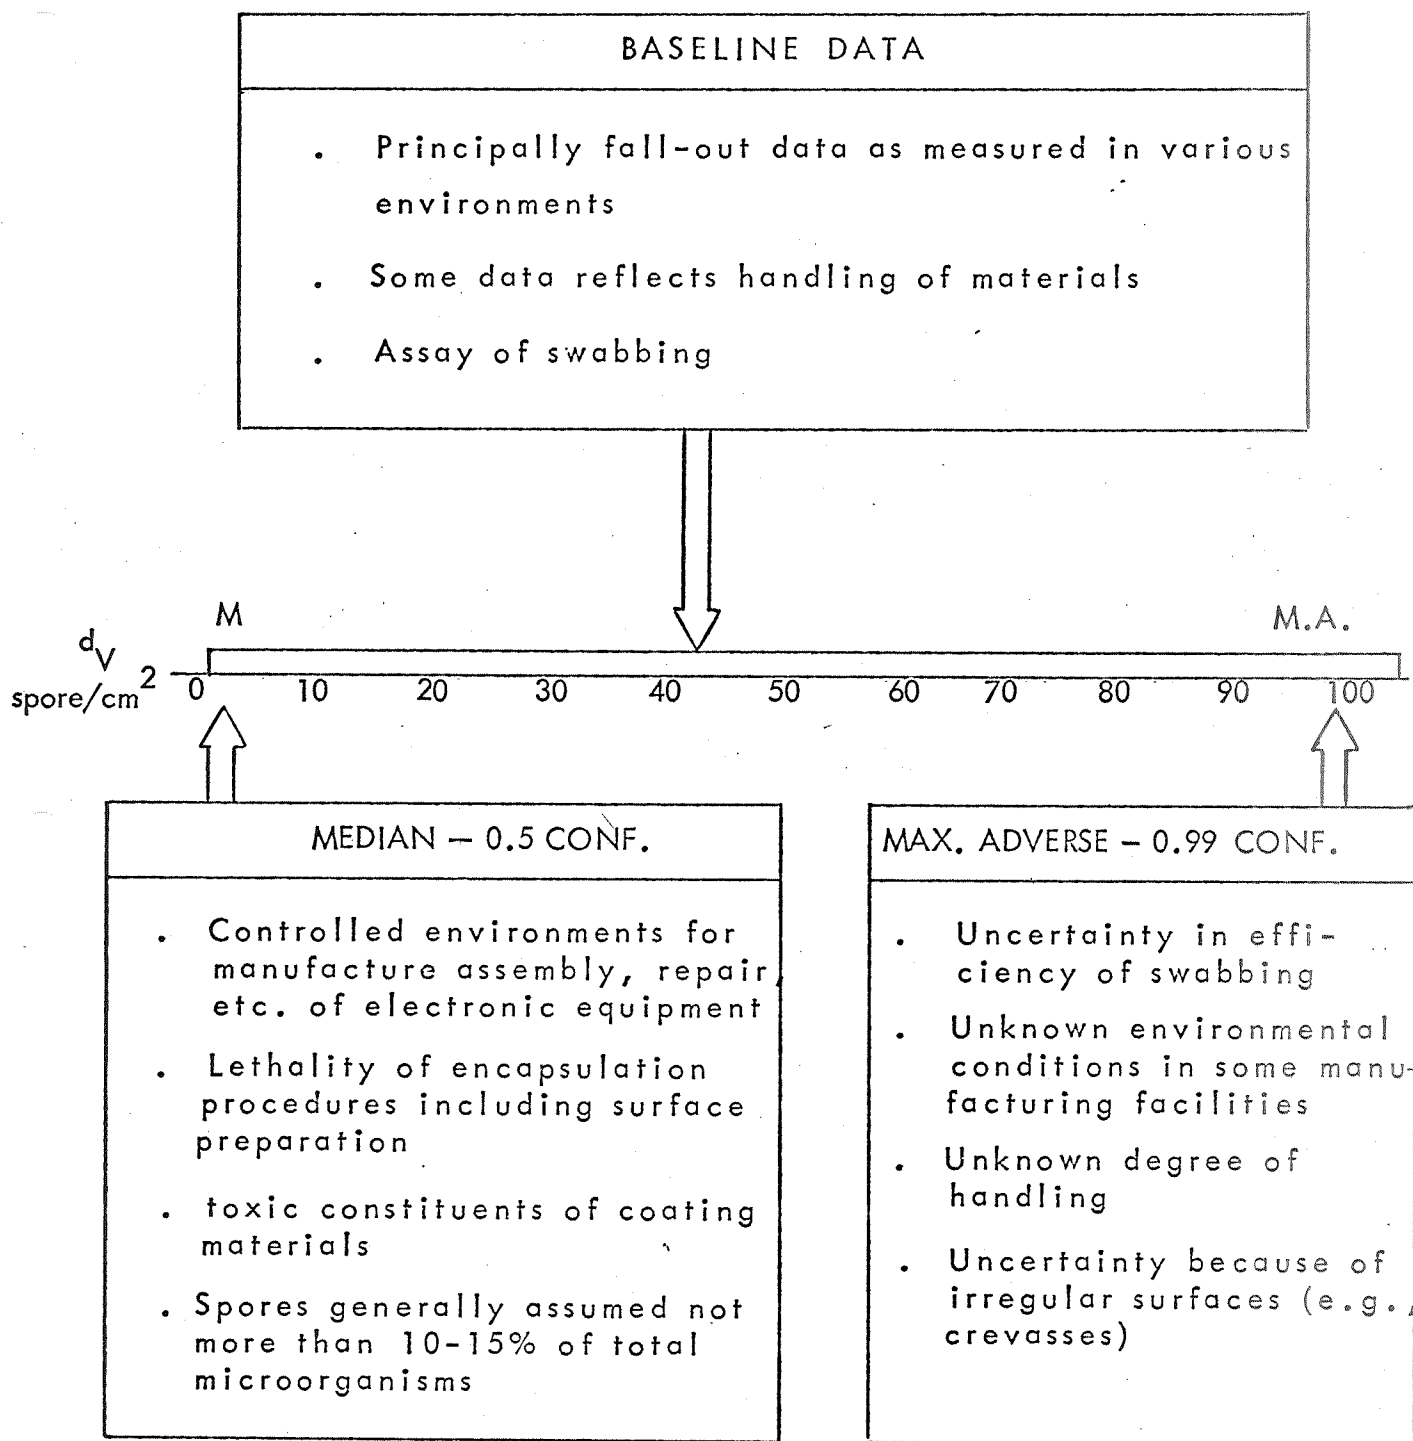 BASELINE DATA
. Principally fall-out data as measured in various
environments
. Some data reflects handling of materials
. Assay of swabbing
M
M.A.
d_V
spore/cm²
0 10 20 30 40 50 60 70 80 90 100
MEDIAN – 0.5 CONF.
. Controlled environments for
manufacture assembly, repair,
etc. of electronic equipment
. Lethality of encapsulation
procedures including surface
preparation
. toxic constituents of coating
materials
. Spores generally assumed not
more than 10-15% of total
microorganisms
MAX. ADVERSE – 0.99 CONF.
. Uncertainty in effi-
ciency of swabbing
. Unknown environmental
conditions in some manu-
facturing facilities
. Unknown degree of
handling
. Uncertainty because of
irregular surfaces (e.g.,
crevasses)